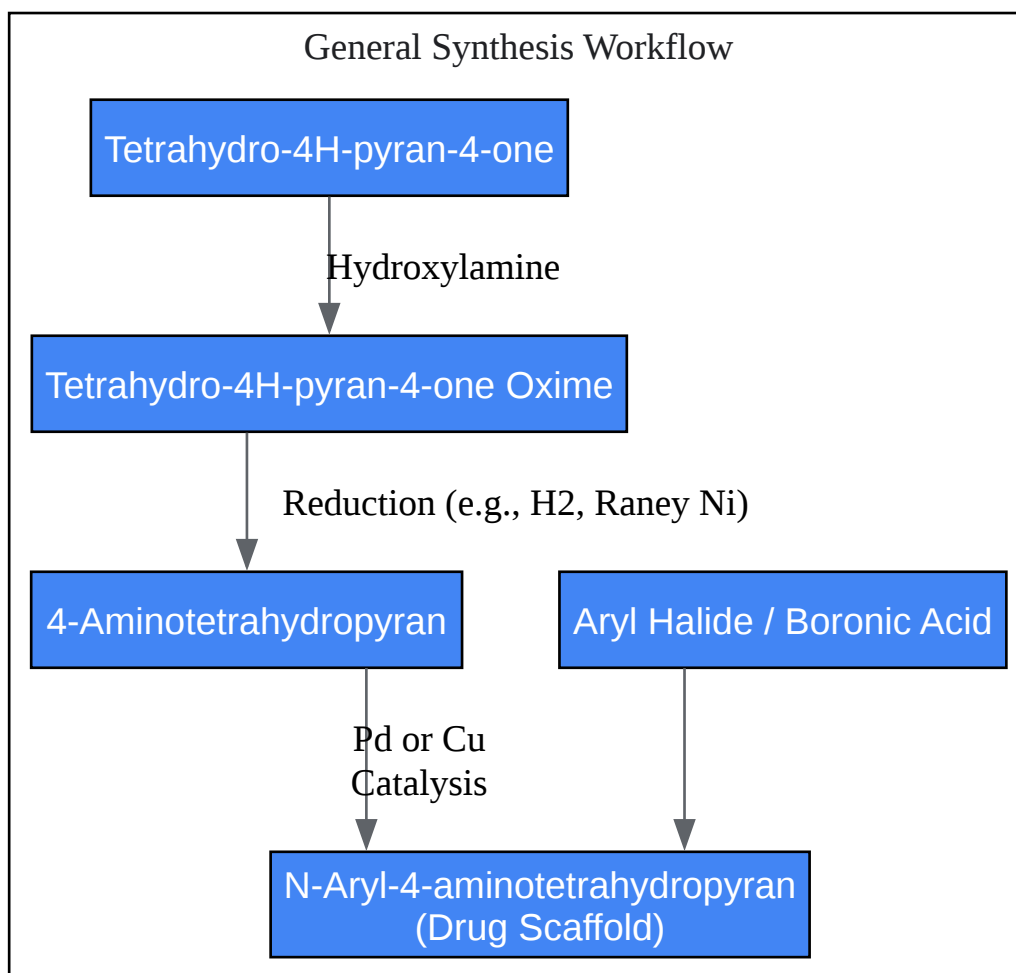 General Synthesis Workflow
Tetrahydro-4H-pyran-4-one
Hydroxylamine
Tetrahydro-4H-pyran-4-one Oxime
Reduction (e.g., H2, Raney Ni)
4-Aminotetrahydropyran
Aryl Halide / Boronic Acid
Pd or Cu
Catalysis
N-Aryl-4-aminotetrahydropyran
(Drug Scaffold)